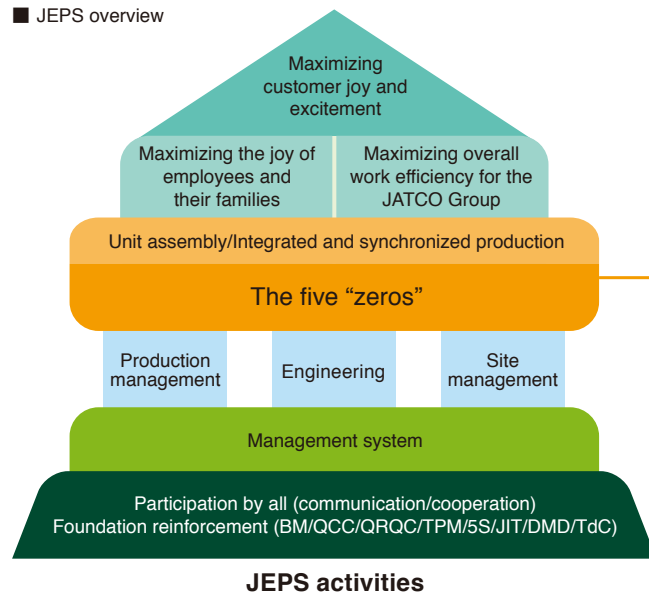 ■ JEPS overview
Maximizing
customer joy and
excitement
Maximizing the joy of
employees and
their families
Maximizing overall
work efficiency for the
JATCO Group
Unit assembly/Integrated and synchronized production
The five “zeros”
Production
management
Engineering
Site
management
Management system
Participation by all (communication/cooperation)
Foundation reinforcement (BM/QCC/QRQC/TPM/5S/JIT/DMD/TdC)
JEPS activities